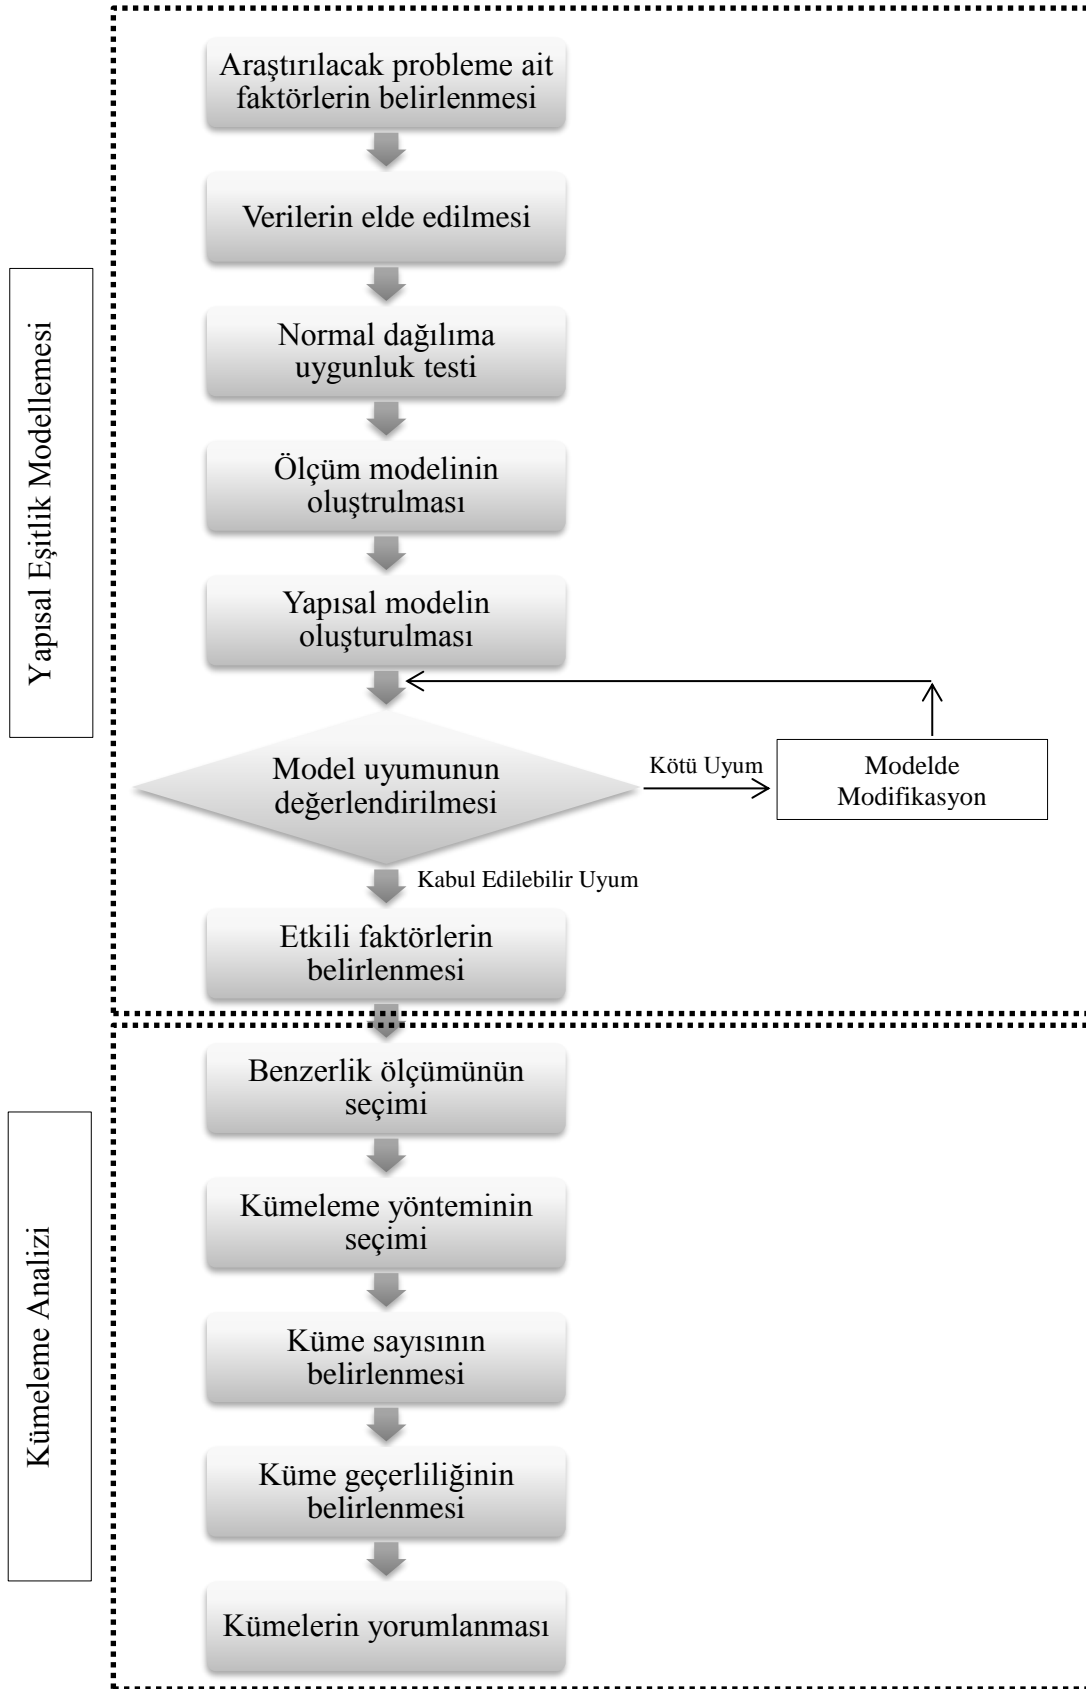 Araştırılacak probleme ait
faktörlerin belirlenmesi
Verilerin elde edilmesi
Normal dağılıma
uygunluk testi
Ölçüm modelinin
oluştrulması
Yapısal modelin
oluşturulması
Yapısal Eşitlik Modellemesi
Model uyumunun
değerlendirilmesi
Kötü Uyum
Modelde
Modifikasyon
Kabul Edilebilir Uyum
Etkili faktörlerin
belirlenmesi
Benzerlik ölçümünün
seçimi
Kümeleme yönteminin
seçimi
Kümeleme Analizi
Küme sayısının
belirlenmesi
Küme geçerliliğinin
belirlenmesi
Kümelerin yorumlanması